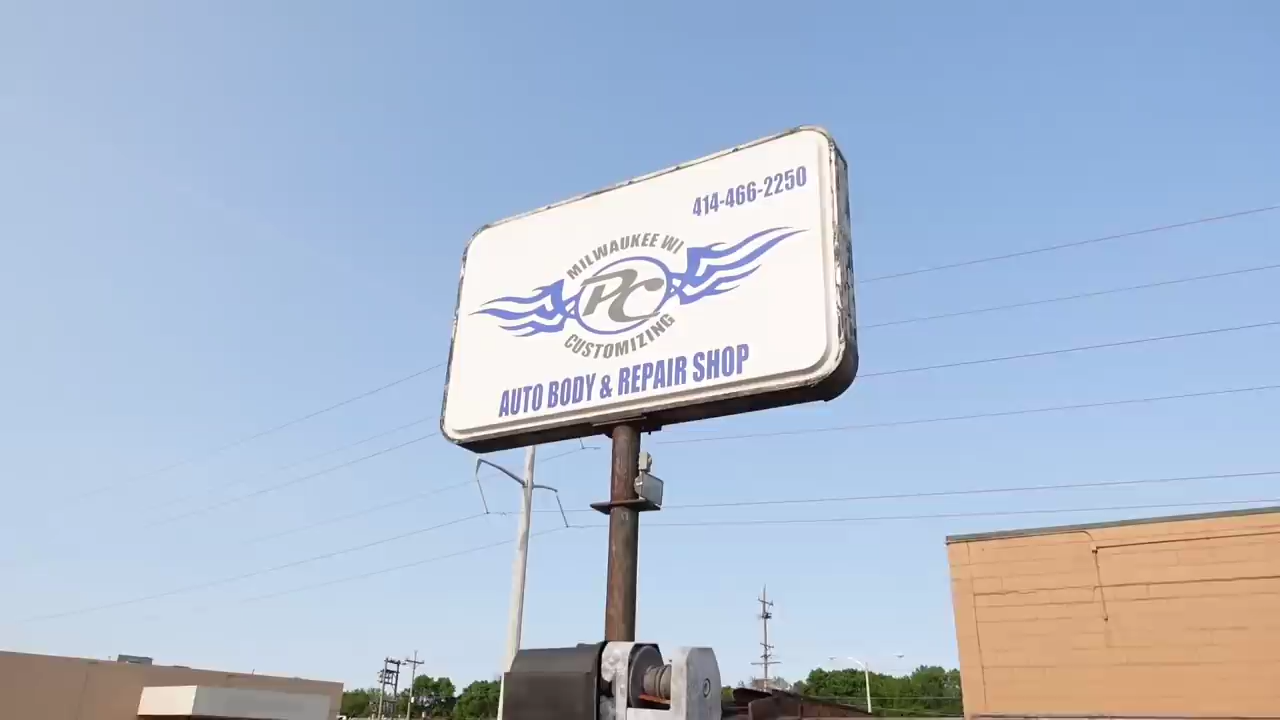 414-466-2250
MILWAUKEE WI
PC
CUSTOMIZING
AUTO BODY & REPAIR SHOP